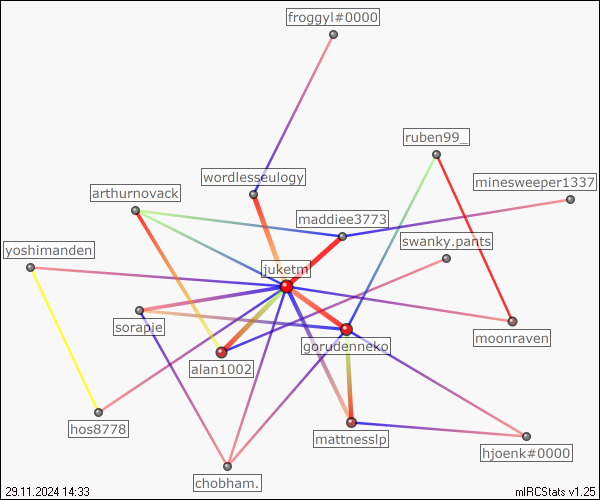 froggyl#0000
ruben99_
wordlesseulogy
minesweeper1337
arthurnovack
maddiee3773
swanky.pants
yoshimanden
juketm
sorapie
gorudenneko
moonraven
alan1002
hos8778
mattnesslp
hjoenk#0000
chobham.
29.11.2024 14:33
mIRCStats v1.25